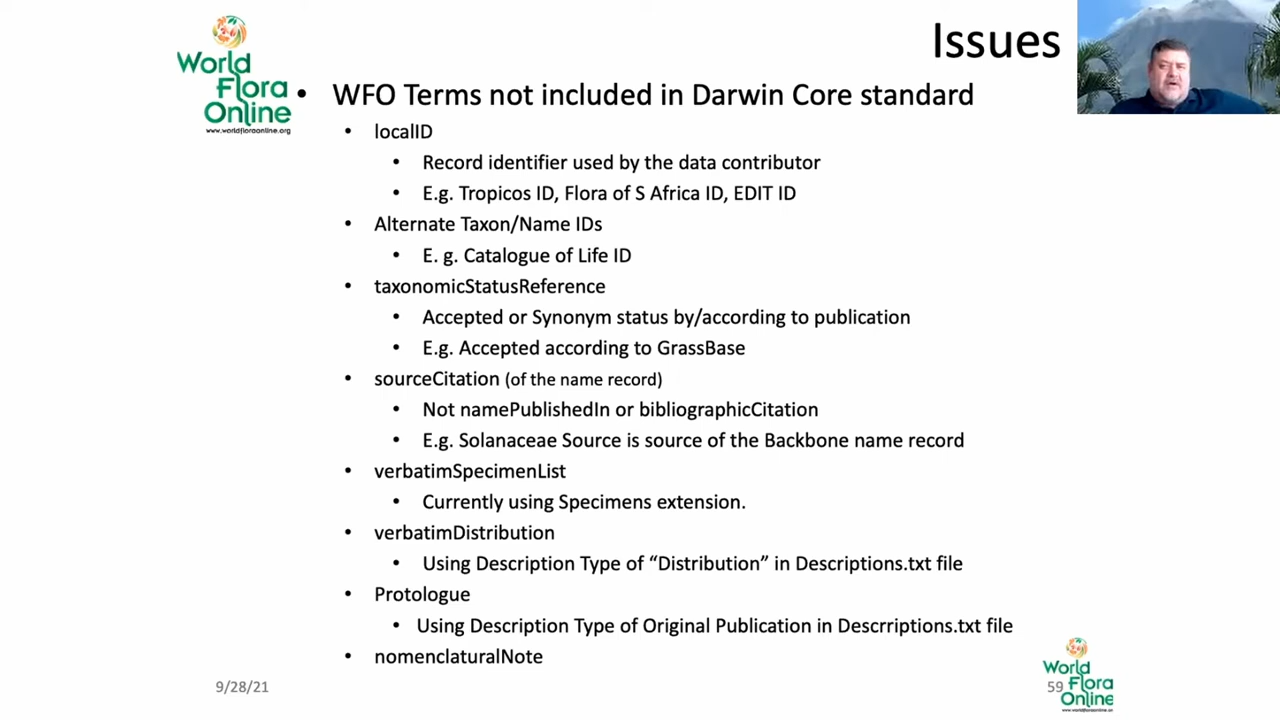 Issues
World
Flora
Online
www.worldfloraonline.org
• WFO Terms not included in Darwin Core standard
• localID
• Record identifier used by the data contributor
• E.g. Tropicos ID, Flora of S Africa ID, EDIT ID
• Alternate Taxon/Name IDs
• E. g. Catalogue of Life ID
• taxonomicStatusReference
• Accepted or Synonym status by/according to publication
• E.g. Accepted according to GrassBase
• sourceCitation (of the name record)
• Not namePublishedIn or bibliographicCitation
• E.g. Solanaceae Source is source of the Backbone name record
• verbatimSpecimenList
• Currently using Specimens extension.
• verbatimDistribution
• Using Description Type of “Distribution” in Descriptions.txt file
• Protologue
• Using Description Type of Original Publication in Descrriptions.txt file
• nomenclaturalNote
9/28/21
59
World
Flora
Online